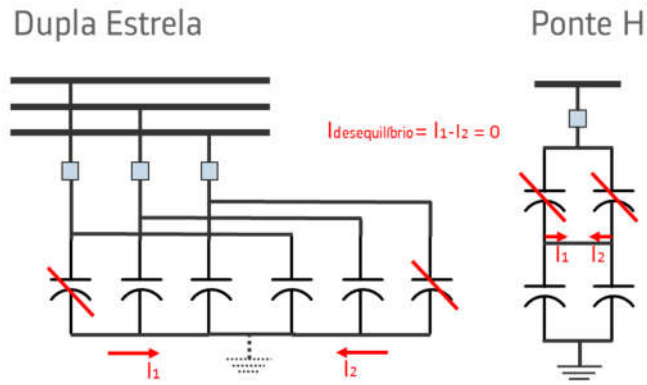 Dupla Estrela
Ponte H
Idesequilíbrio = I1-I2 = 0
I1 I2
I1
I2